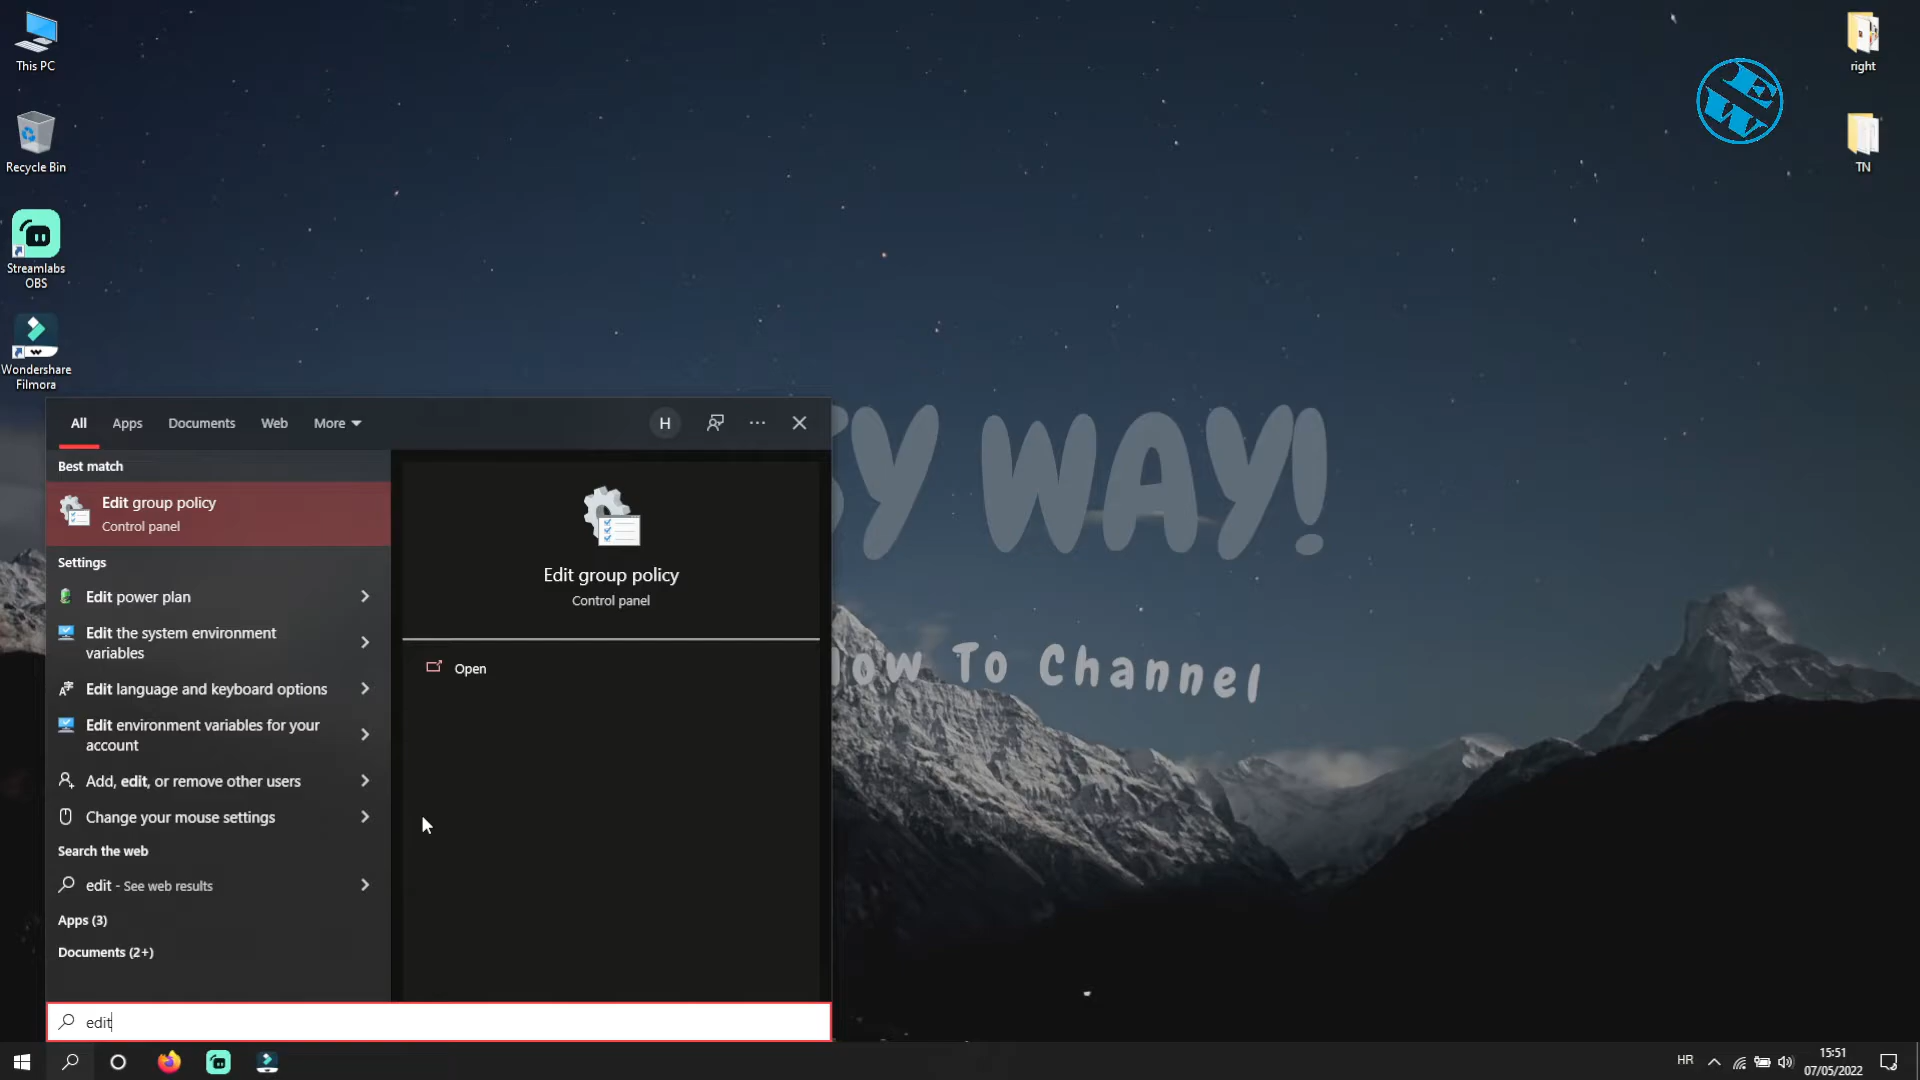 This PC
Recycle Bin
Streamlabs
OBS
Wondershare
Filmora
right
TN
EW
All Apps Documents Web More H
Best match
Edit group policy
Control panel
Settings
Edit power plan
Edit the system environment
variables
Edit language and keyboard options
Edit environment variables for your
account
Add, edit, or remove other users
Change your mouse settings
Search the web
edit - See web results
Apps (3)
Documents (2+)
Edit group policy
Control panel
Open
edit
WAY!
To Channel
HR
15:51
07/05/2022